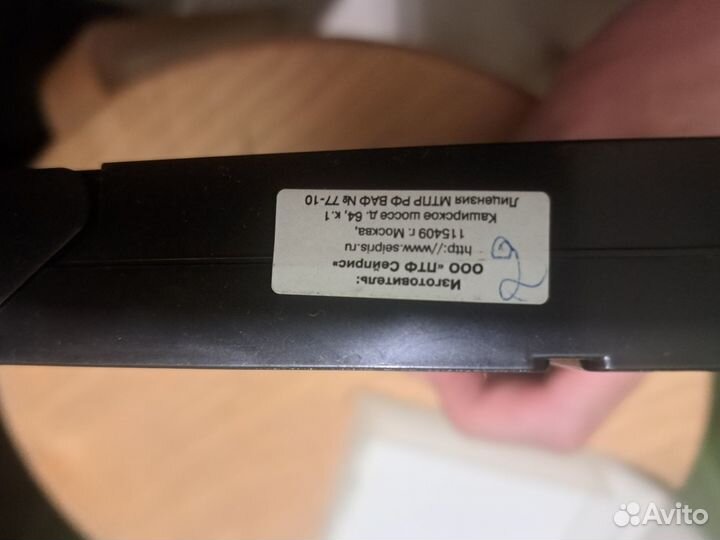 Изготовитель:
ООО «ПТФ Сейприс»
http://www.seipris.ru
115409 г. Москва,
Каширское шоссе д. 64, к.1
Лицензия МТПР РФ ВАФ № 77-10
Avito